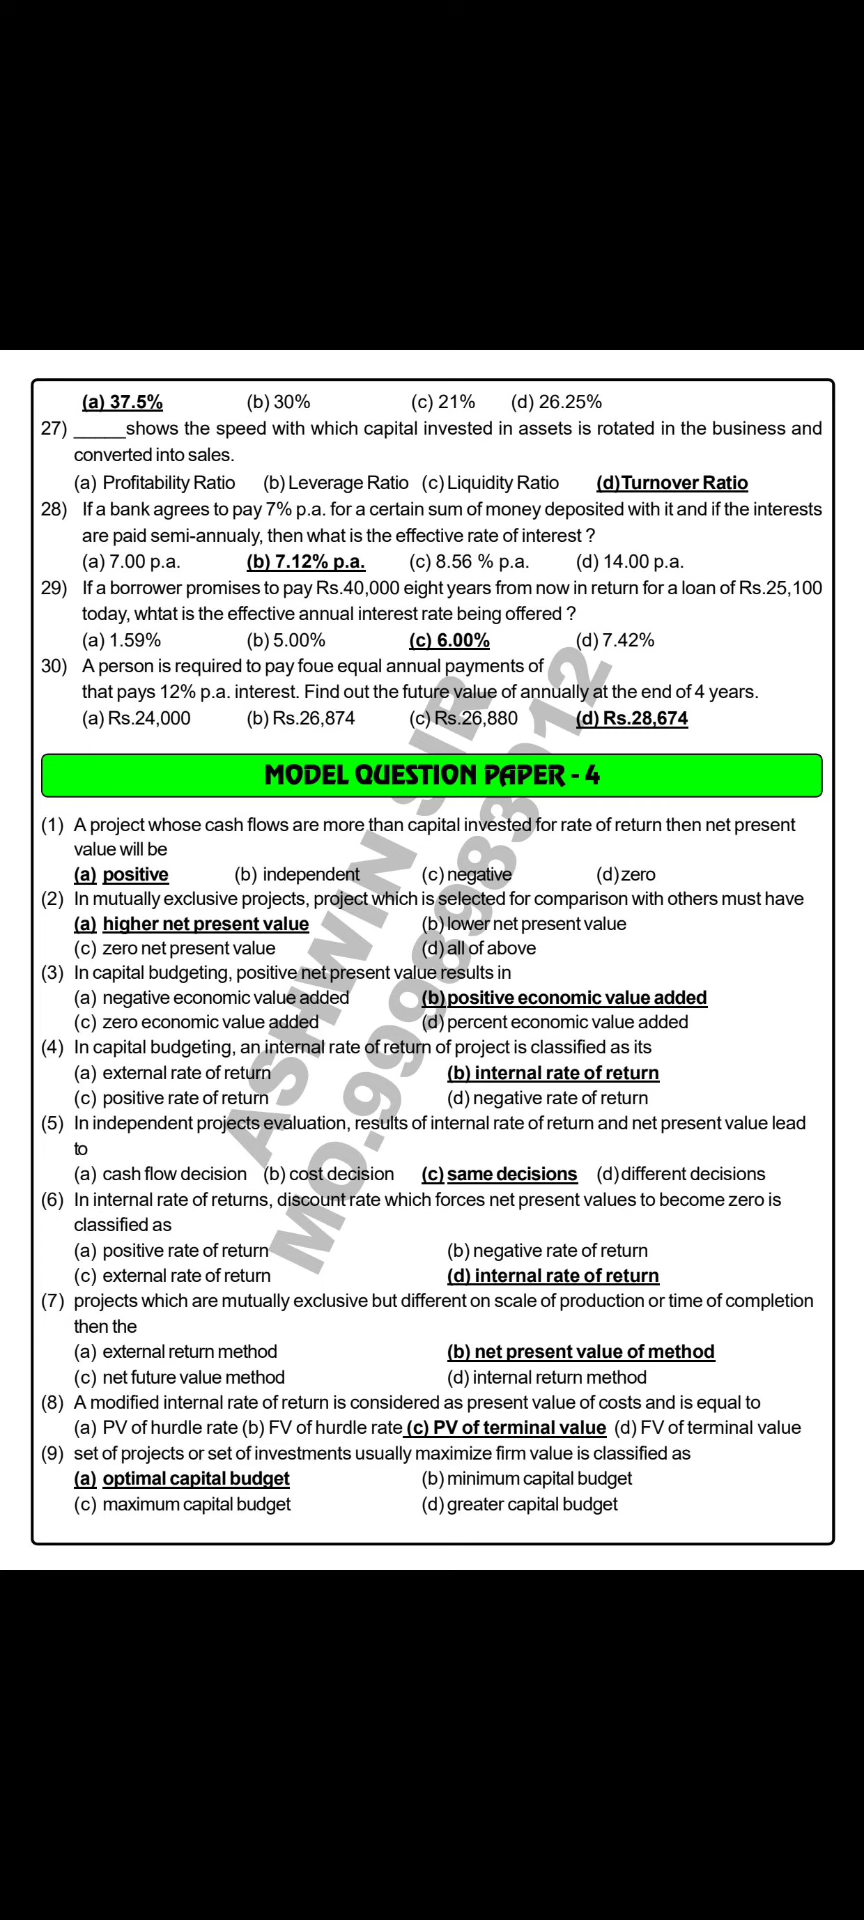 (a) 37.5% (b) 30% (c) 21% (d) 26.25%
27) _____shows the speed with which capital invested in assets is rotated in the business and
converted into sales.
(a) Profitability Ratio (b) Leverage Ratio (c) Liquidity Ratio (d)Turnover Ratio
28) If a bank agrees to pay 7% p.a. for a certain sum of money deposited with it and if the interests
are paid semi-annualy, then what is the effective rate of interest ?
(a) 7.00 p.a. (b) 7.12% p.a. (c) 8.56 % p.a. (d) 14.00 p.a.
29) If a borrower promises to pay Rs.40,000 eight years from now in return for a loan of Rs.25,100
today, whtat is the effective annual interest rate being offered ?
(a) 1.59% (b) 5.00% (c) 6.00% (d) 7.42%
30) A person is required to pay foue equal annual payments of
that pays 12% p.a. interest. Find out the future value of annually at the end of 4 years.
(a) Rs.24,000 (b) Rs.26,874 (c) Rs.26,880 (d) Rs.28,674
MODEL QUESTION PAPER - 4
(1) A project whose cash flows are more than capital invested for rate of return then net present
value will be
(a) positive (b) independent (c) negative (d) zero
(2) In mutually exclusive projects, project which is selected for comparison with others must have
(a) higher net present value (b) lower net present value
(c) zero net present value (d) all of above
(3) In capital budgeting, positive net present value results in
(a) negative economic value added (b) positive economic value added
(c) zero economic value added (d) percent economic value added
(4) In capital budgeting, an internal rate of return of project is classified as its
(a) external rate of return (b) internal rate of return
(c) positive rate of return (d) negative rate of return
(5) In independent projects evaluation, results of internal rate of return and net present value lead
to
(a) cash flow decision (b) cost decision (c) same decisions (d) different decisions
(6) In internal rate of returns, discount rate which forces net present values to become zero is
classified as
(a) positive rate of return (b) negative rate of return
(c) external rate of return (d) internal rate of return
(7) projects which are mutually exclusive but different on scale of production or time of completion
then the
(a) external return method (b) net present value of method
(c) net future value method (d) internal return method
(8) A modified internal rate of return is considered as present value of costs and is equal to
(a) PV of hurdle rate (b) FV of hurdle rate (c) PV of terminal value (d) FV of terminal value
(9) set of projects or set of investments usually maximize firm value is classified as
(a) optimal capital budget (b) minimum capital budget
(c) maximum capital budget (d) greater capital budget
ASHWIN SIR